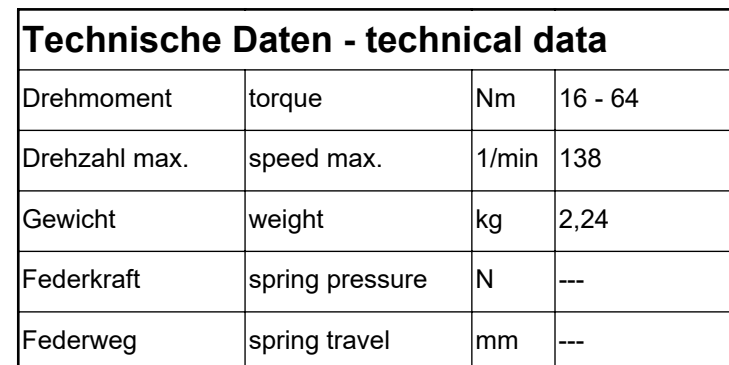 Technische Daten - technical data
Drehmoment torque Nm 16 - 64
Drehzahl max. speed max. 1/min 138
Gewicht weight kg 2,24
Federkraft spring pressure N ---
Federweg spring travel mm ---